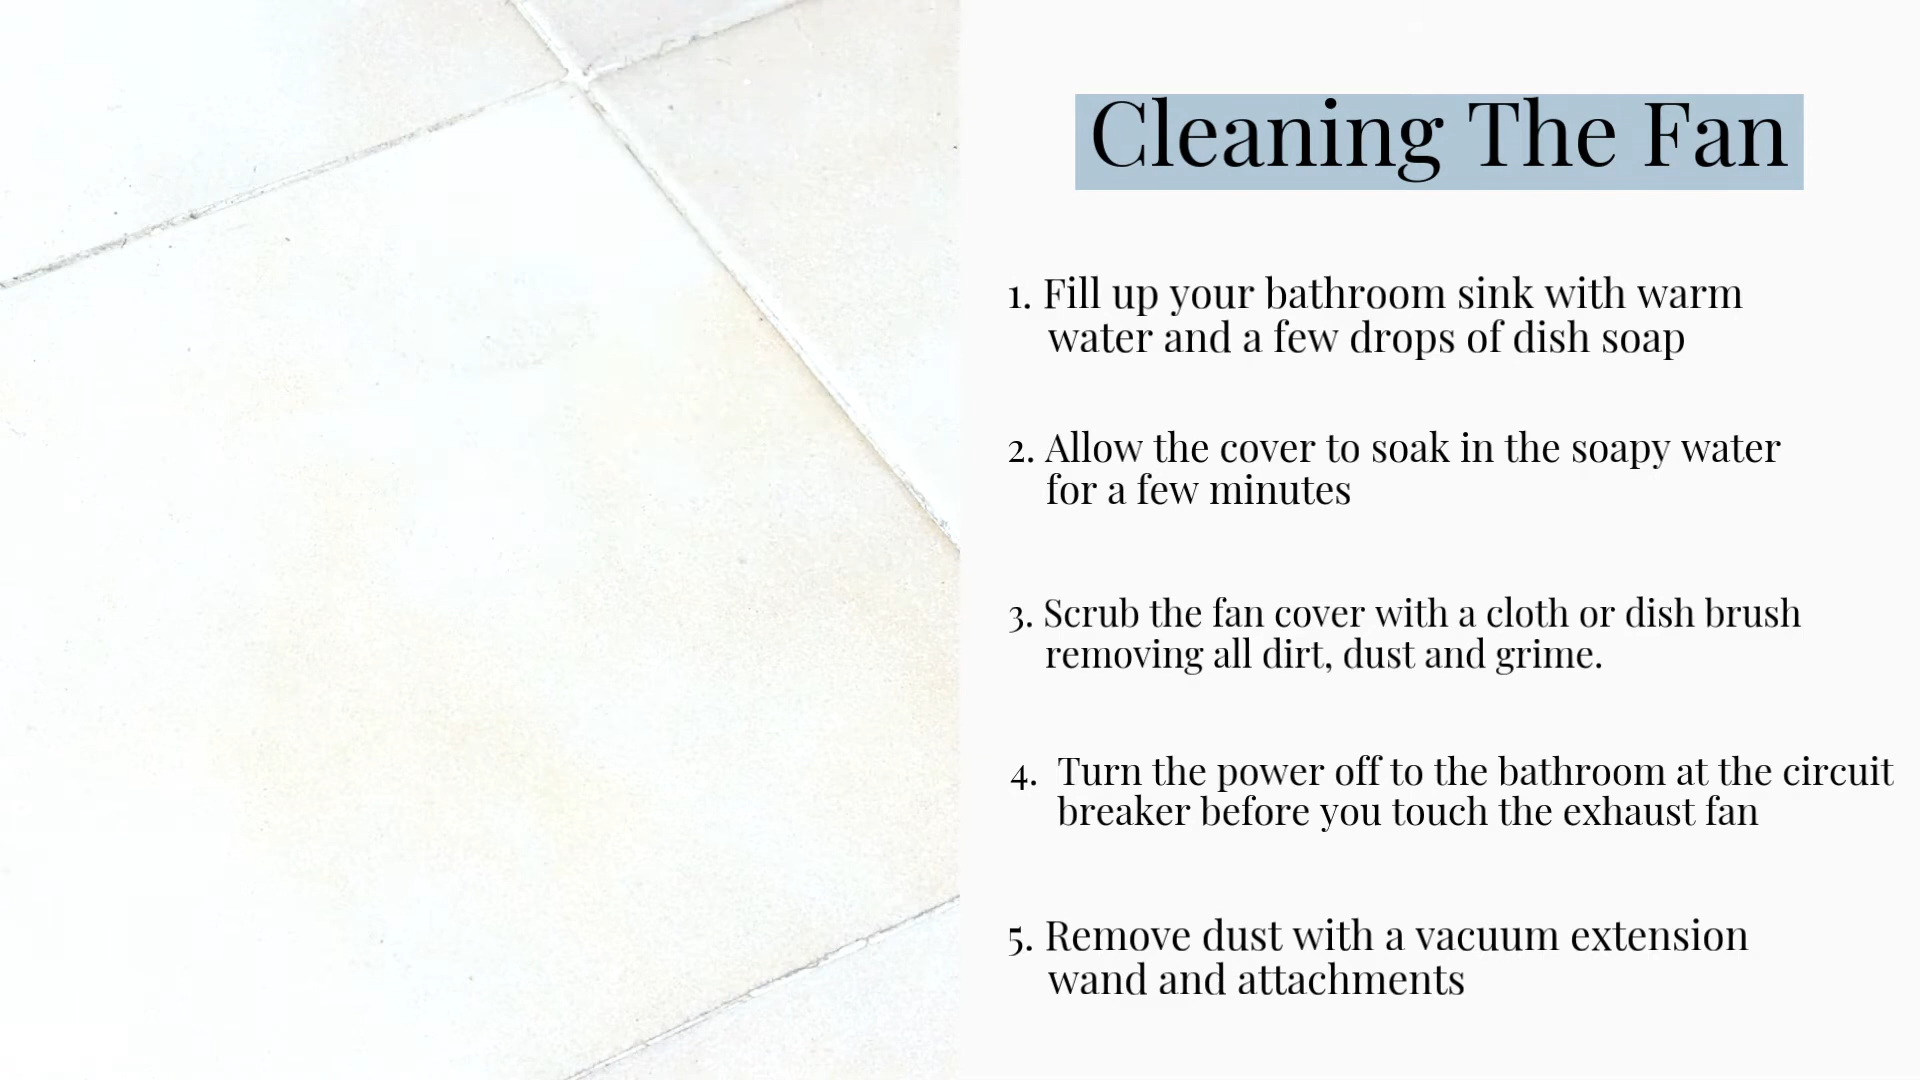 Cleaning The Fan
1. Fill up your bathroom sink with warm
water and a few drops of dish soap
2. Allow the cover to soak in the soapy water
for a few minutes
3. Scrub the fan cover with a cloth or dish brush
removing all dirt, dust and grime.
4. Turn the power off to the bathroom at the circuit
breaker before you touch the exhaust fan
5. Remove dust with a vacuum extension
wand and attachments